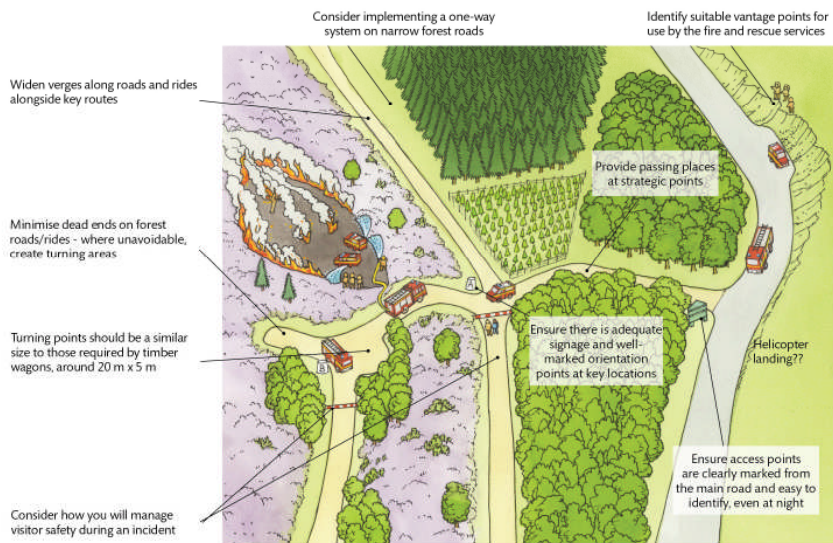 Consider implementing a one-way
system on narrow forest roads
Identify suitable vantage points for
use by the fire and rescue services
Widen verges along roads and rides
alongside key routes
Provide passing places
at strategic points
Minimise dead ends on forest
roads/rides - where unavoidable,
create turning areas
Turning points should be a similar
size to those required by timber
wagons, around 20 m x 5 m
Ensure there is adequate
signage and well-
marked orientation
points at key locations
Helicopter
landing??
Ensure access points
are clearly marked from
the main road and easy to
identify, even at night
Consider how you will manage
visitor safety during an incident
A
B